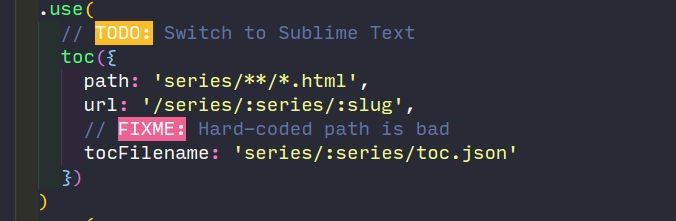 .use(
// TODO: Switch to Sublime Text
toc({
path: 'series/**/*.html',
url: '/series/:series/:slug',
// FIXME: Hard-coded path is bad
tocFilename: 'series/:series/toc.json'
})
)